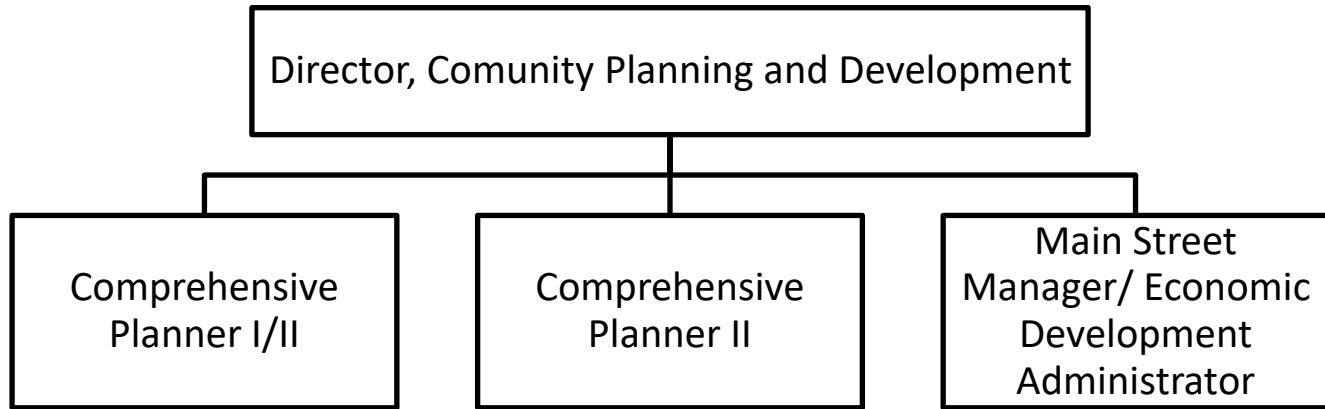 Director, Comunity Planning and Development
Comprehensive
Planner I/II
Comprehensive
Planner II
Main Street
Manager/ Economic
Development
Administrator